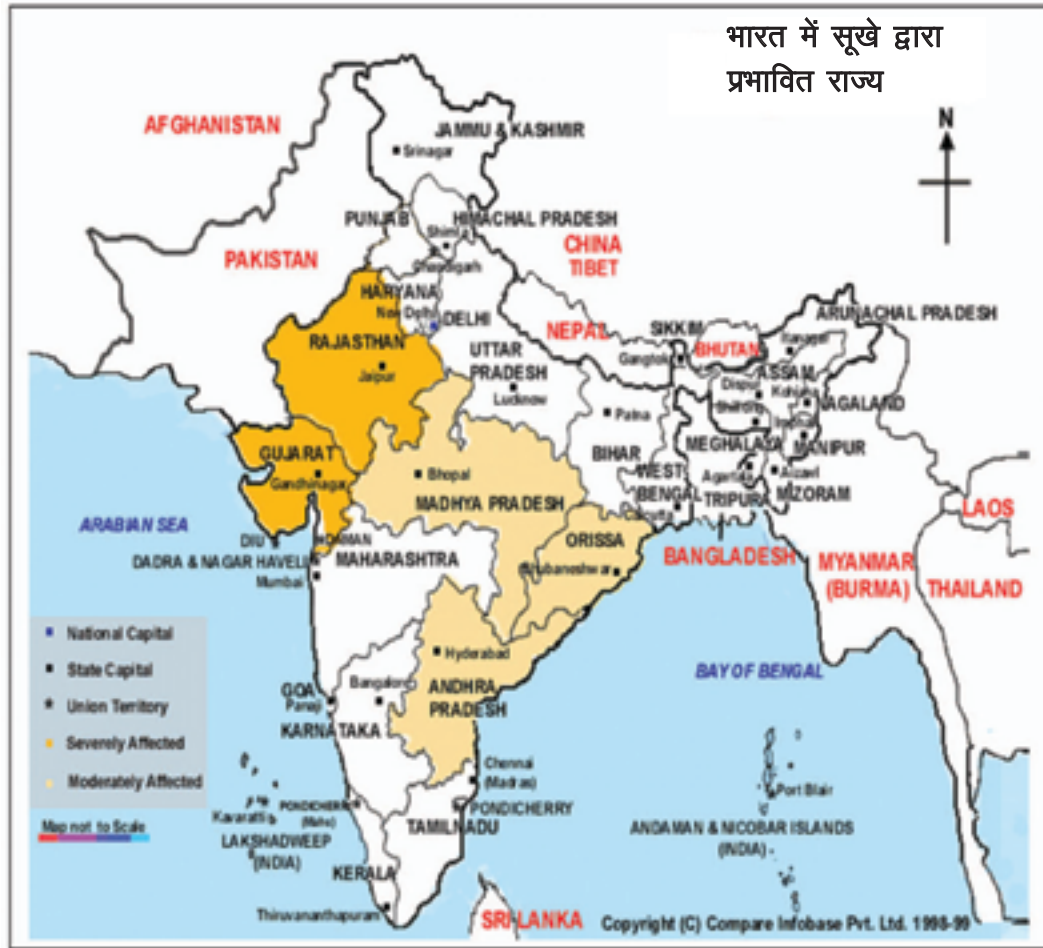 भारत में सूखे द्वारा
प्रभावित राज्य
N
AFGHANISTAN
JAMMU & KASHMIR
Srinagar
PUNJAB
HIMACHAL PRADESH
Shimla
Chandigarh
CHINA
TIBET
PAKISTAN
HARYANA
New Delhi
DELHI
RAJASTHAN
Jaipur
UTTAR
PRADESH
Lucknow
NEPAL
SIKKIM
Gangtok
BHUTAN
ARUNACHAL PRADESH
Itanagar
ASSAM
Dispur
Kohima
NAGALAND
Shillong
Imphal
MEGHALAYA
MANIPUR
Patna
BIHAR
Agartala
Aizawl
WEST
BENGAL
TRIPURA
MIZORAM
Calcutta
GUJARAT
Gandhinagar
Bhopal
MADHYA PRADESH
LAOS
ARABIAN SEA
DIU
DAMAN
DADRA & NAGAR HAVELI
MAHARASHTRA
Mumbai
ORISSA
Bhubaneshwar
BANGLADESH
MYANMAR
(BURMA)
THAILAND
National Capital
State Capital
Union Territory
Severely Affected
Moderately Affected
Map not to Scale
Hyderabad
BAY OF BENGAL
GOA
Panaji
Bangalore
ANDHRA
PRADESH
KARNATAKA
Chennai
(Madras)
Kavaratti
PONDICHERRY
(Mahe)
PONDICHERRY
TAMILNADU
LAKSHADWEEP
(INDIA)
Port Blair
ANDAMAN & NICOBAR ISLANDS
(INDIA)
KERALA
Thiruvananthapuram
SRI LANKA
Copyright (C) Compare Infobase Pvt. Ltd. 1998-99